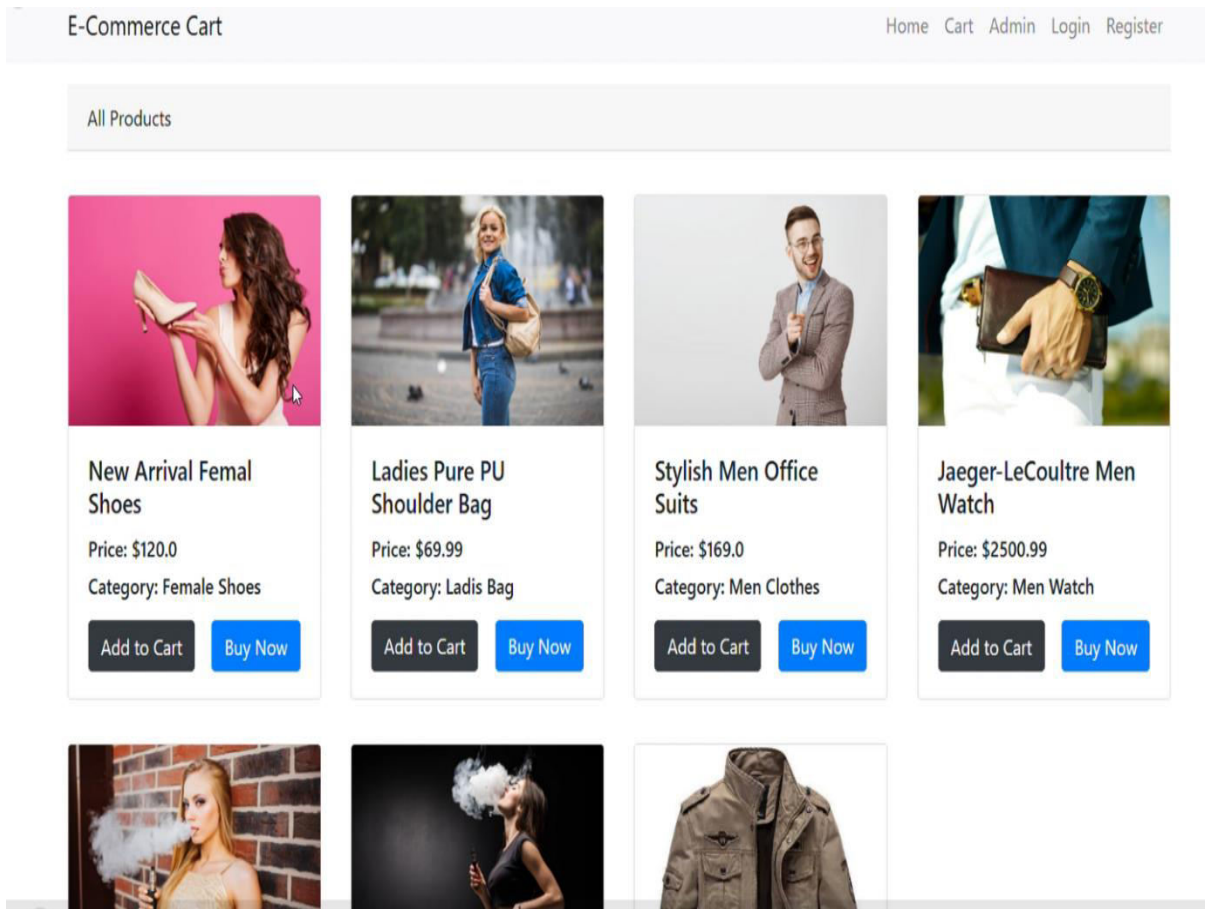 E-Commerce Cart
Home Cart Admin Login Register
All Products
New Arrival Femal
Shoes
Price: $120.0
Category: Female Shoes
Add to Cart Buy Now
Ladies Pure PU
Shoulder Bag
Price: $69.99
Category: Ladis Bag
Add to Cart Buy Now
Stylish Men Office
Suits
Price: $169.0
Category: Men Clothes
Add to Cart Buy Now
Jaeger-LeCoultre Men
Watch
Price: $2500.99
Category: Men Watch
Add to Cart Buy Now